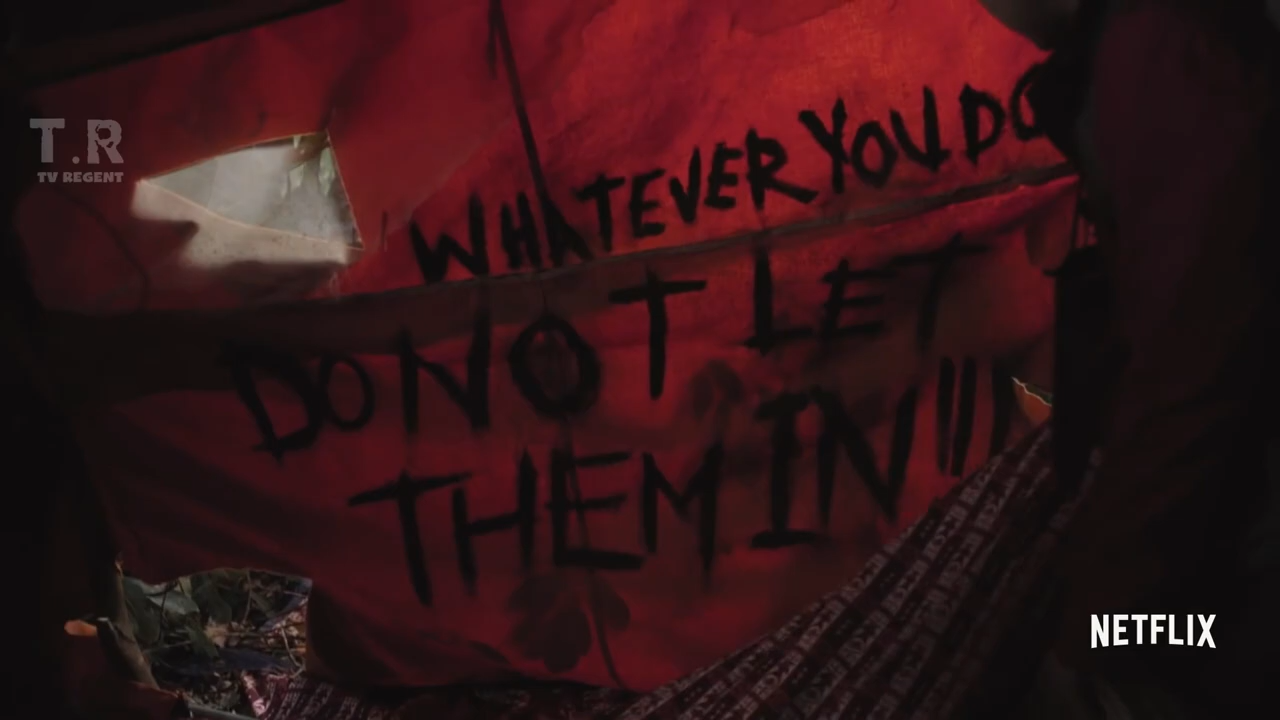 T.R
TV REGENT
WHATEVER YOU DO
DO NOT LET
THEM IN!!!
NETFLIX